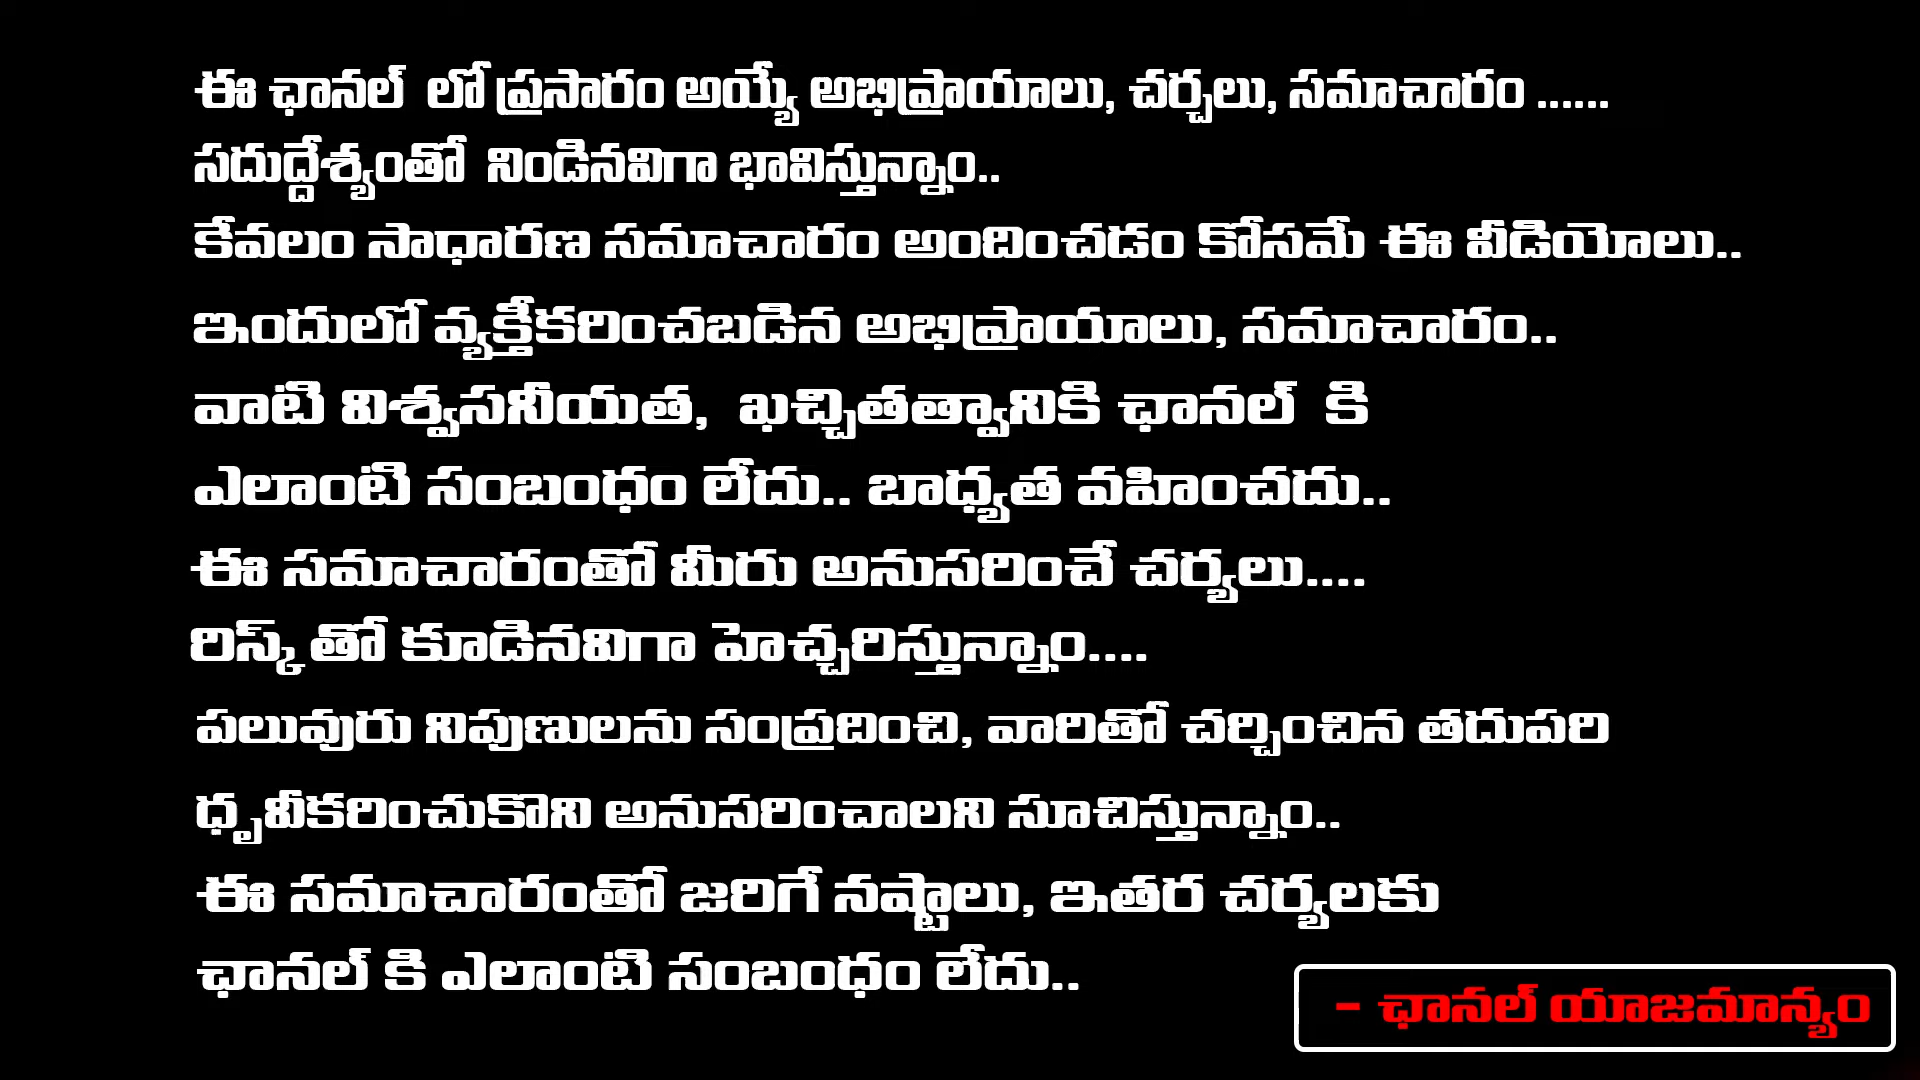 ఈ ఛానల్ లో ప్రసారం అయ్యే అభిప్రాయాలు, చర్చలు, సమాచారం ......
సదుద్దేశ్యంతో నిండినవిగా భావిస్తున్నాం..
కేవలం సాధారణ సమాచారం అందించడం కోసమే ఈ వీడియోలు..
ఇందులో వ్యక్తీకరించబడిన అభిప్రాయాలు, సమాచారం..
వాటి విశ్వసనీయత, ఖచ్చితత్వానికి ఛానల్ కి
ఎలాంటి సంబంధం లేదు.. బాధ్యత వహించదు..
ఈ సమాచారంతో మీరు అనుసరించే చర్యలు....
రిస్క్ తో కూడినవిగా హెచ్చరిస్తున్నాం....
పలువురు నిపుణులను సంప్రదించి, వారితో చర్చించిన తదుపరి
ధృవీకరించుకొని అనుసరించాలని సూచిస్తున్నాం..
ఈ సమాచారంతో జరిగే నష్టాలు, ఇతర చర్యలకు
ఛానల్ కి ఎలాంటి సంబంధం లేదు..
- ఛానల్ యాజమాన్యం